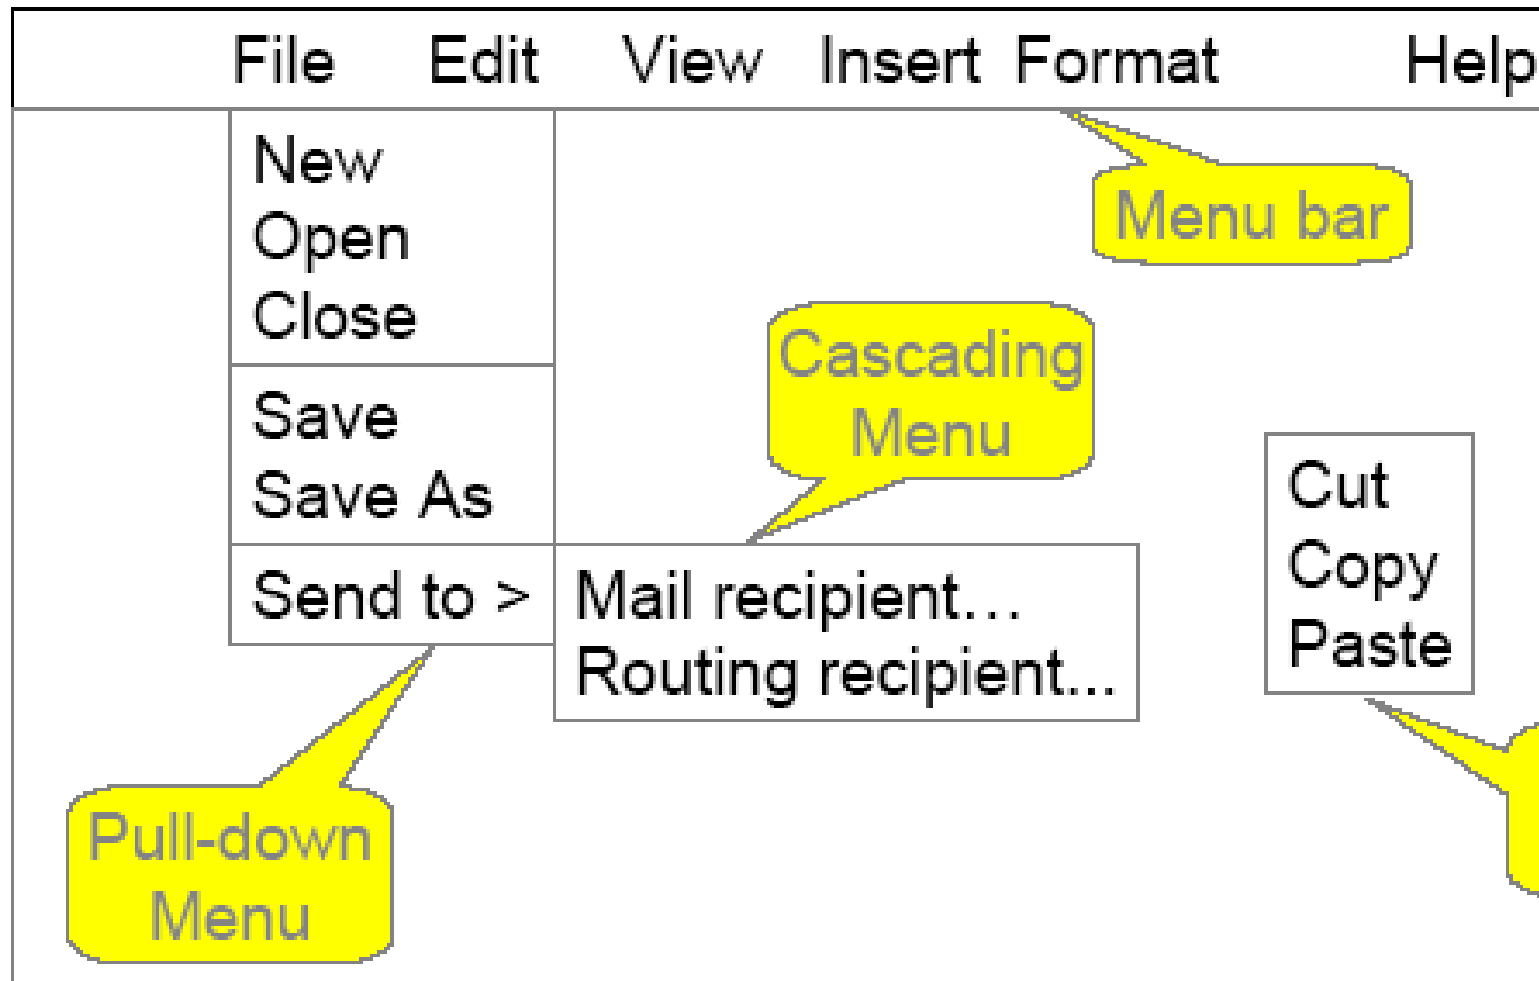 File Edit View Insert Format Help
New
Open
Close
Save
Save As
Send to >
Mail recipient…
Routing recipient...
Menu bar
Cascading
Menu
Cut
Copy
Paste
Pull-down
Menu